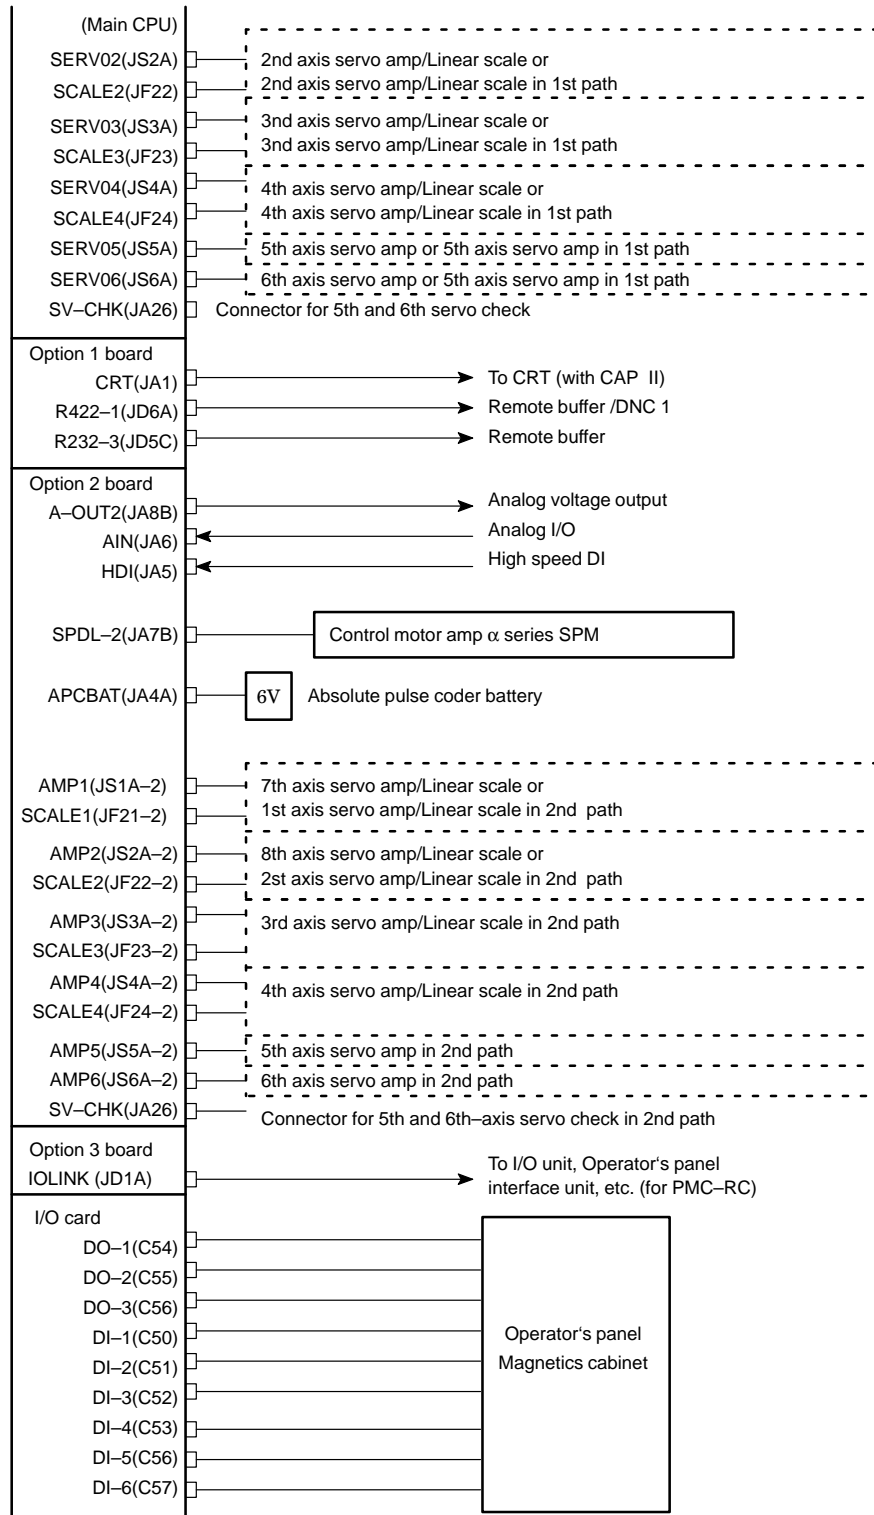 (Main CPU)
SERV02(JS2A)
2nd axis servo amp/Linear scale or
SCALE2(JF22)
2nd axis servo amp/Linear scale in 1st path
SERV03(JS3A)
3nd axis servo amp/Linear scale or
SCALE3(JF23)
3nd axis servo amp/Linear scale in 1st path
SERV04(JS4A)
4th axis servo amp/Linear scale or
SCALE4(JF24)
4th axis servo amp/Linear scale in 1st path
SERV05(JS5A)
5th axis servo amp or 5th axis servo amp in 1st path
SERV06(JS6A)
6th axis servo amp or 5th axis servo amp in 1st path
SV–CHK(JA26)
Connector for 5th and 6th servo check
Option 1 board
CRT(JA1)
To CRT (with CAP II)
R422–1(JD6A)
Remote buffer /DNC 1
R232–3(JD5C)
Remote buffer
Option 2 board
A–OUT2(JA8B)
Analog voltage output
AIN(JA6)
Analog I/O
HDI(JA5)
High speed DI
SPDL–2(JA7B)
Control motor amp α series SPM
APCBAT(JA4A)
6V
Absolute pulse coder battery
AMP1(JS1A–2)
7th axis servo amp/Linear scale or
SCALE1(JF21–2)
1st axis servo amp/Linear scale in 2nd path
AMP2(JS2A–2)
8th axis servo amp/Linear scale or
SCALE2(JF22–2)
2st axis servo amp/Linear scale in 2nd path
AMP3(JS3A–2)
3rd axis servo amp/Linear scale in 2nd path
SCALE3(JF23–2)
AMP4(JS4A–2)
4th axis servo amp/Linear scale in 2nd path
SCALE4(JF24–2)
AMP5(JS5A–2)
5th axis servo amp in 2nd path
AMP6(JS6A–2)
6th axis servo amp in 2nd path
SV–CHK(JA26)
Connector for 5th and 6th–axis servo check in 2nd path
Option 3 board
IOLINK (JD1A)
To I/O unit, Operator‘s panel
interface unit, etc. (for PMC–RC)
I/O card
DO–1(C54)
DO–2(C55)
DO–3(C56)
DI–1(C50)
DI–2(C51)
DI–3(C52)
DI–4(C53)
DI–5(C56)
DI–6(C57)
Operator‘s panel
Magnetics cabinet